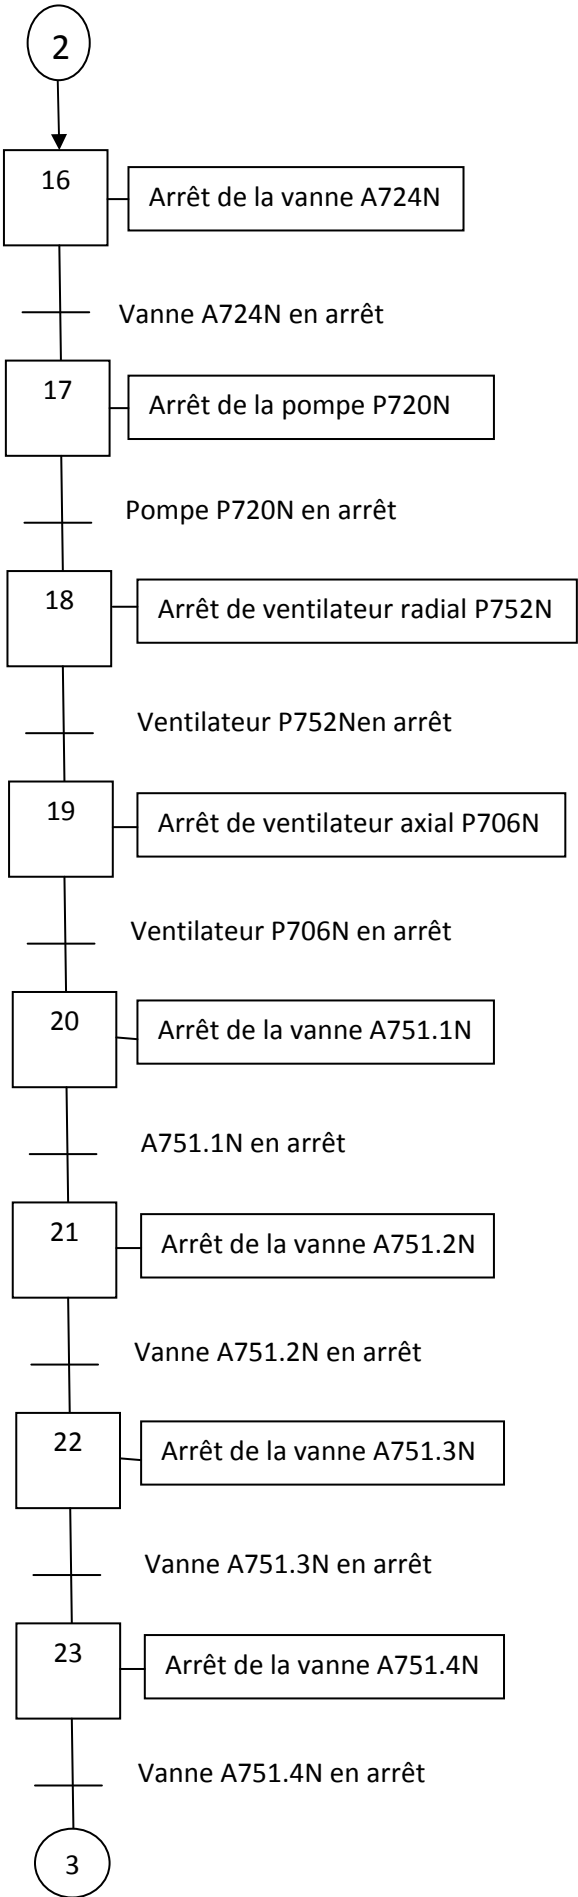 2
16
Arrêt de la vanne A724N
Vanne A724N en arrêt
17
Arrêt de la pompe P720N
Pompe P720N en arrêt
18
Arrêt de ventilateur radial P752N
Ventilateur P752Nen arrêt
19
Arrêt de ventilateur axial P706N
Ventilateur P706N en arrêt
20
Arrêt de la vanne A751.1N
A751.1N en arrêt
21
Arrêt de la vanne A751.2N
Vanne A751.2N en arrêt
22
Arrêt de la vanne A751.3N
Vanne A751.3N en arrêt
23
Arrêt de la vanne A751.4N
Vanne A751.4N en arrêt
3